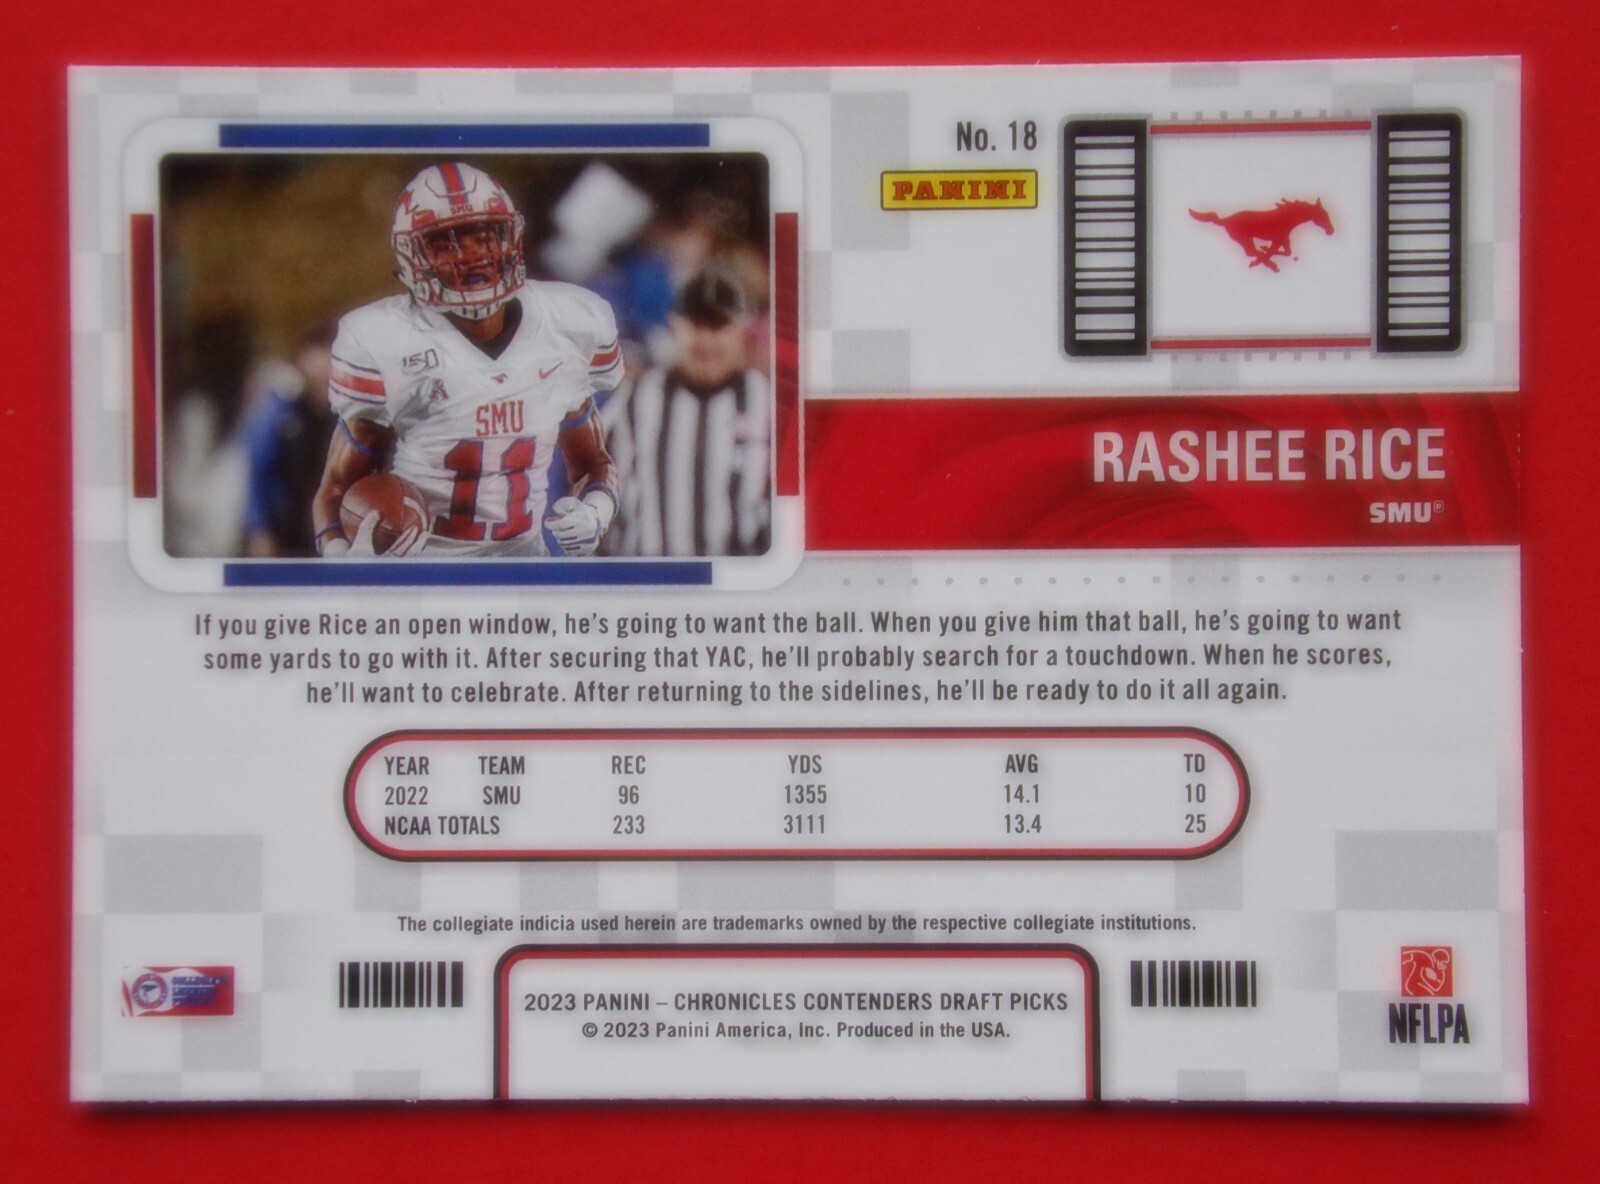 No. 18
PANINI
SMU
150
SMU
11
RASHEE RICE
SMU®
If you give Rice an open window, he's going to want the ball. When you give him that ball, he's going to want
some yards to go with it. After securing that YAC, he'll probably search for a touchdown. When he scores,
he'll want to celebrate. After returning to the sidelines, he'll be ready to do it all again.
YEAR TEAM REC YDS AVG TD
2022 SMU 96 1355 14.1 10
NCAA TOTALS 233 3111 13.4 25
The collegiate indicia used herein are trademarks owned by the respective collegiate institutions.
2023 PANINI – CHRONICLES CONTENDERS DRAFT PICKS
© 2023 Panini America, Inc. Produced in the USA.
NFLPA